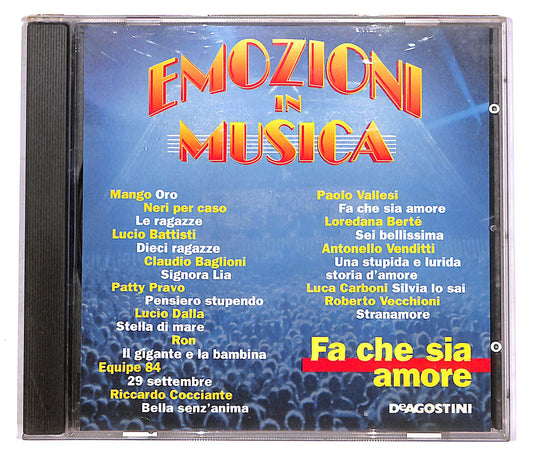 EMOZIONI
IN
MUSICA
Mango Oro
Neri per caso
Le ragazze
Lucio Battisti
Dieci ragazze
Claudio Baglioni
Signora Lia
Patty Pravo
Pensiero stupendo
Lucio Dalla
Stella di mare
Ron
Il gigante e la bambina
Equipe 84
29 settembre
Riccardo Cocciante
Bella senz'anima
Paolo Vallesi
Fa che sia amore
Loredana Berté
Sei bellissima
Antonello Venditti
Una stupida e lurida
storia d'amore
Luca Carboni Silvia lo sai
Roberto Vecchioni
Stranamore
Fa che sia
amore
DeAGOSTINI